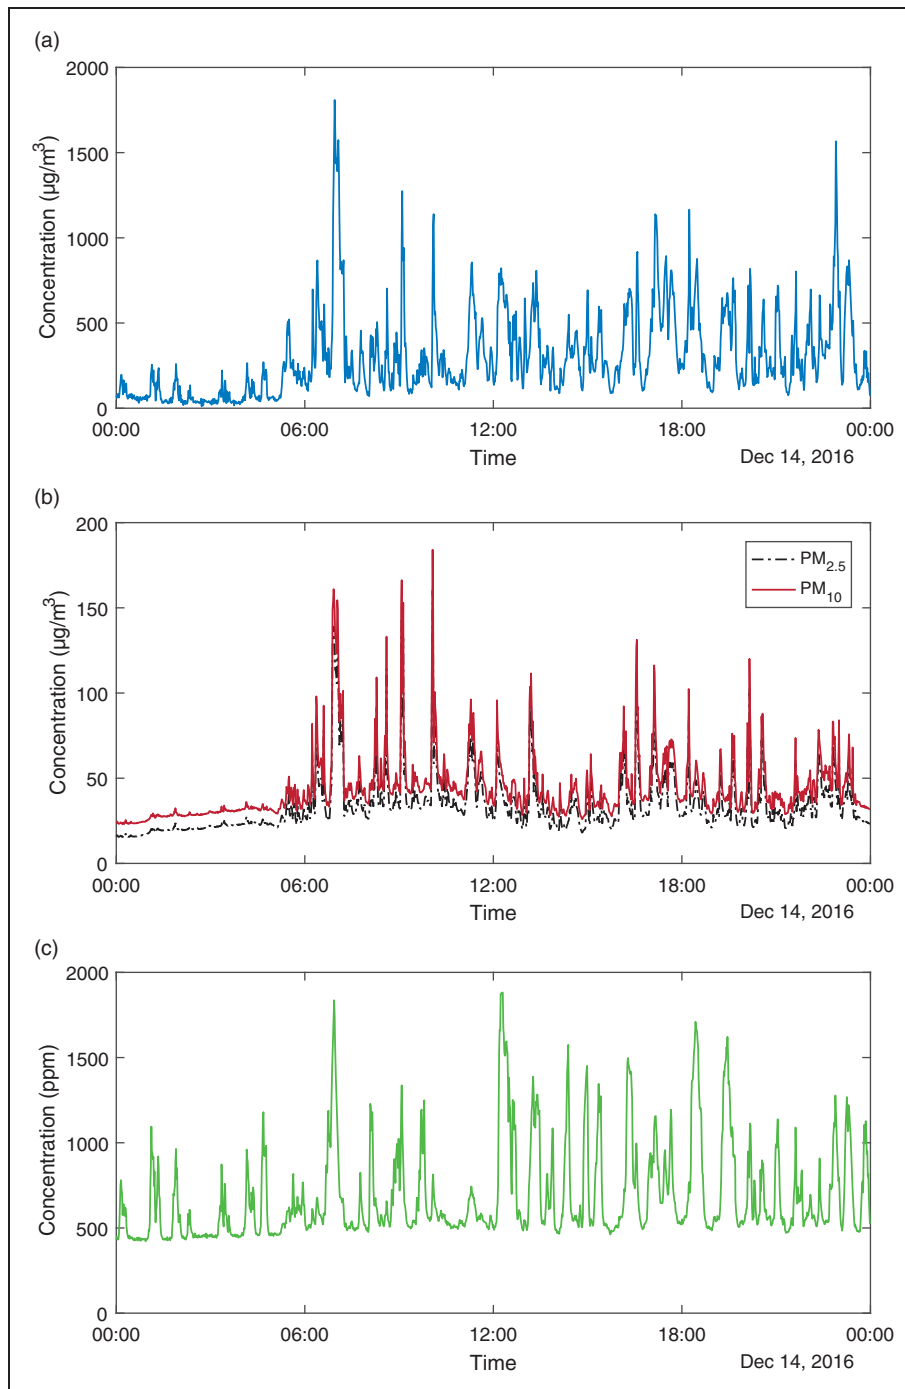 (a)
2000
1500
1000
500
0
Concentration (µg/m³)
00:00 06:00 12:00 18:00 00:00
Time
Dec 14, 2016
(b)
200
150
100
50
0
Concentration (µg/m³)
PM2.5
PM10
00:00 06:00 12:00 18:00 00:00
Time
Dec 14, 2016
(c)
2000
1500
1000
500
0
Concentration (ppm)
00:00 06:00 12:00 18:00 00:00
Time
Dec 14, 2016